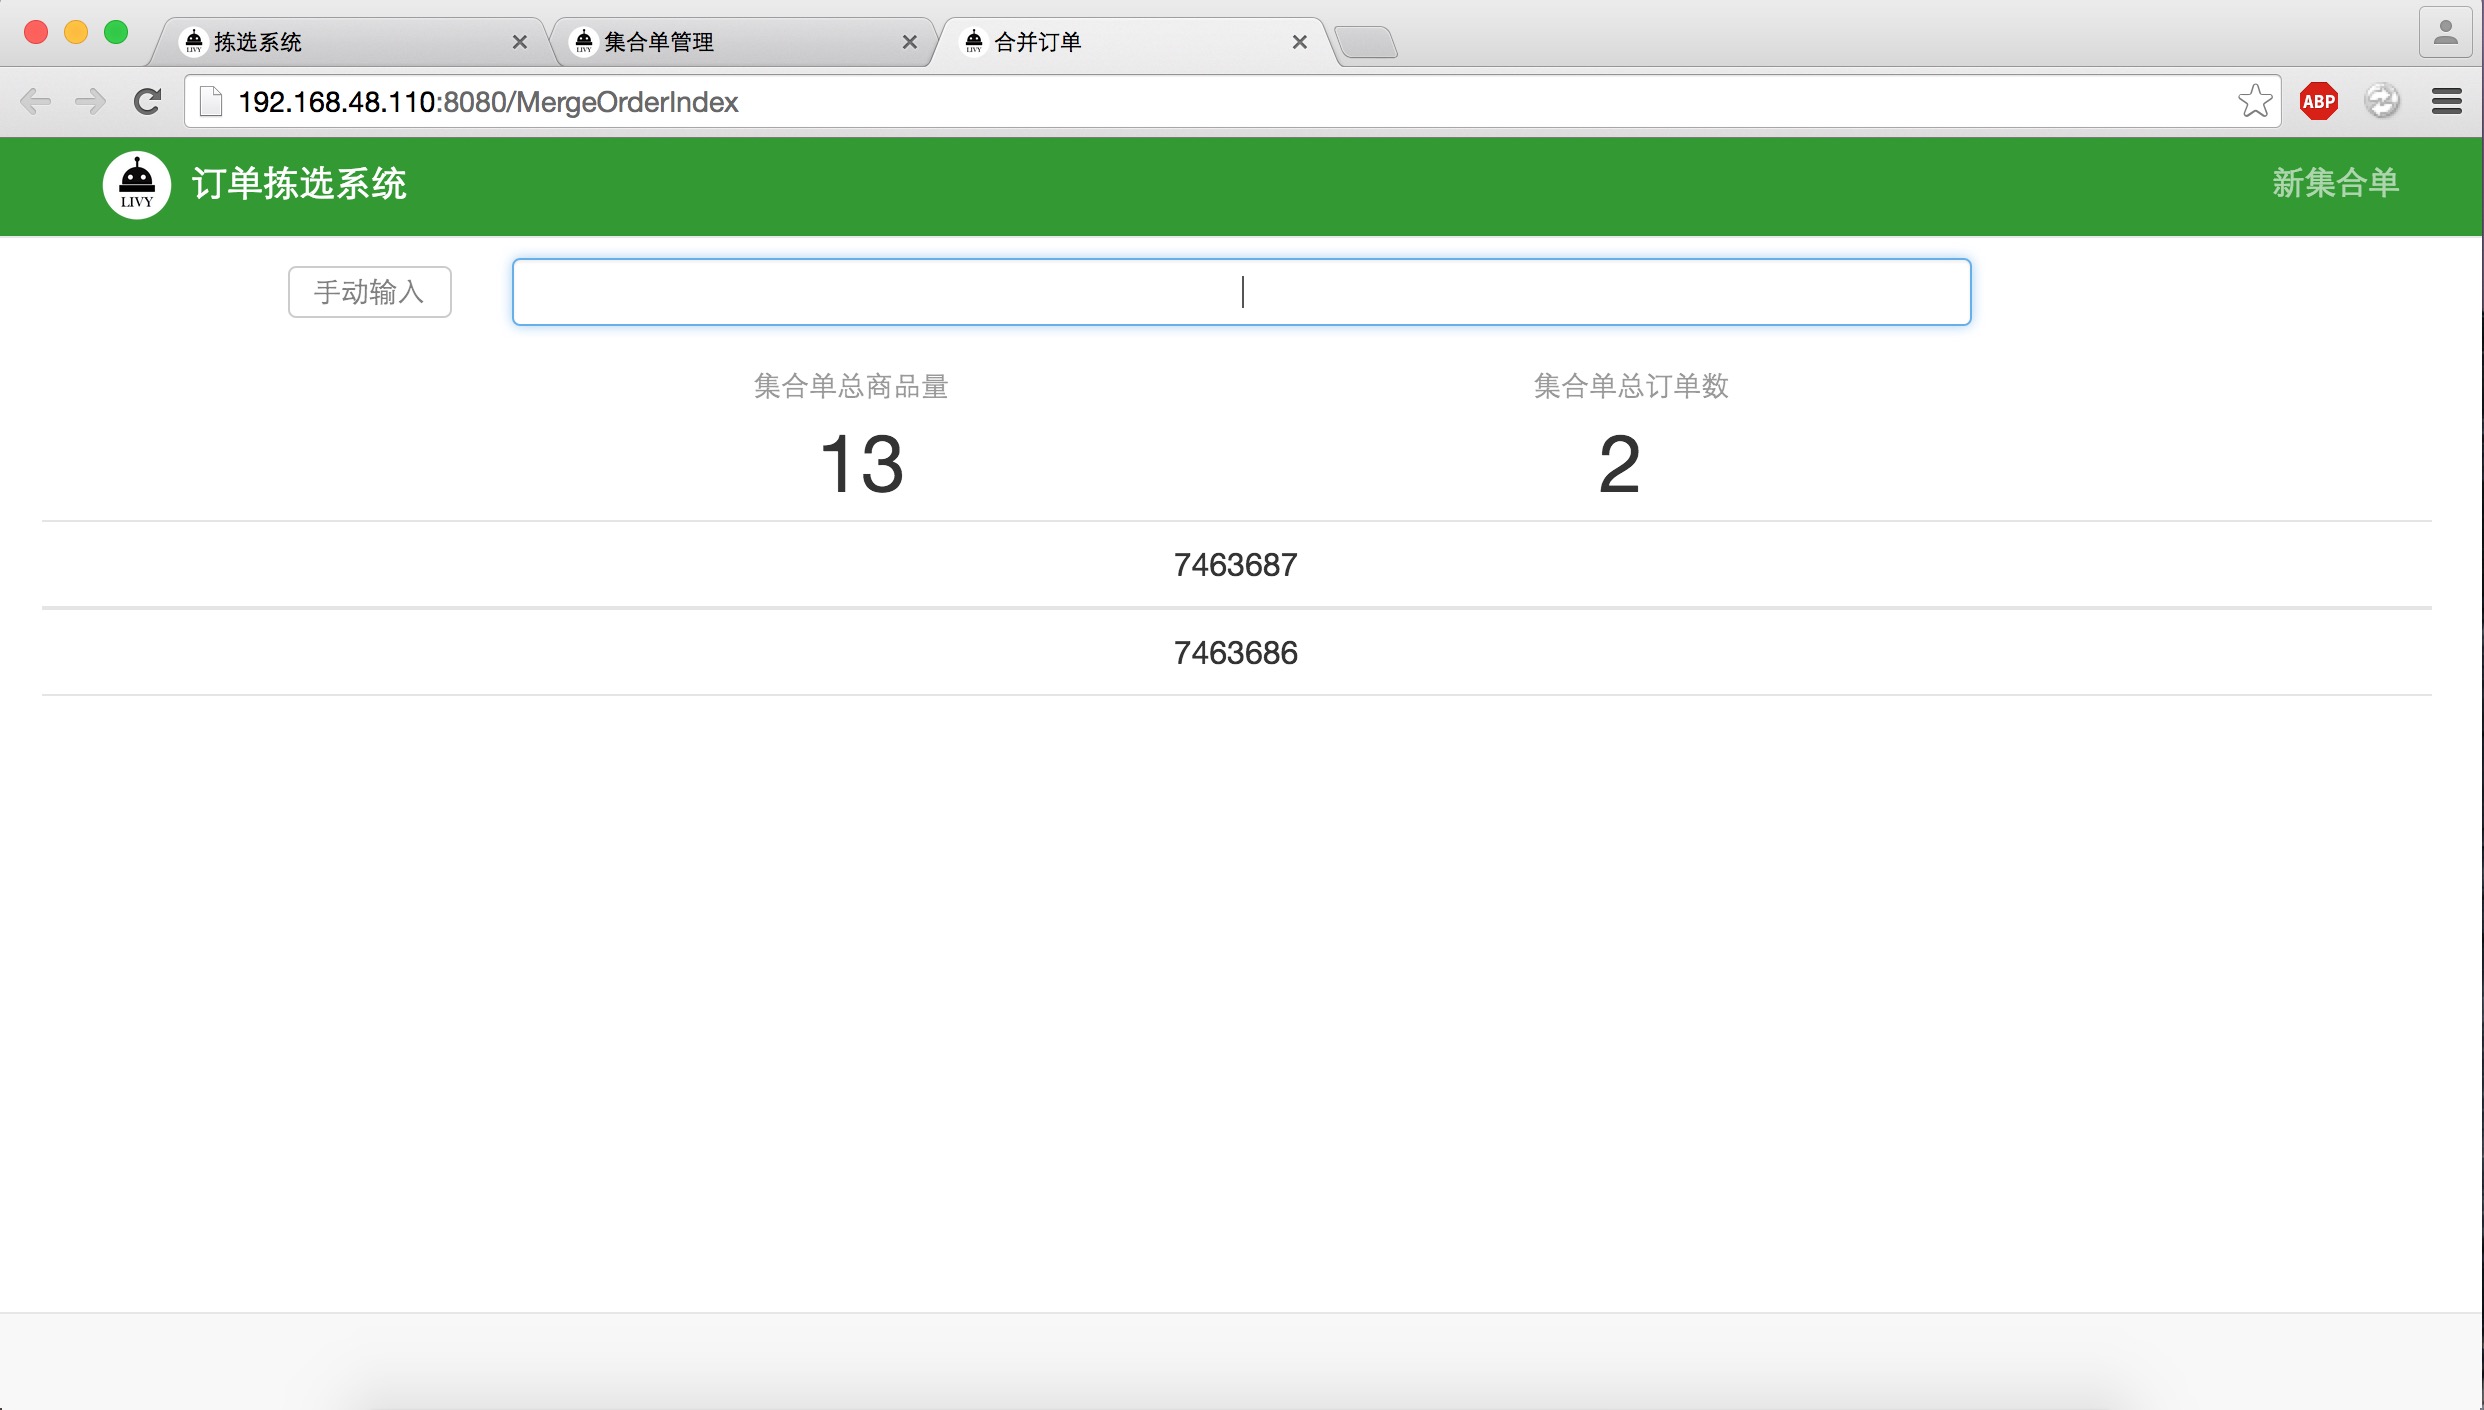 拣选系统
集合单管理
合并订单
192.168.48.110:8080/MergeOrderIndex
ABP
LIVY
订单拣选系统
新集合单
手动输入
集合单总商品量
集合单总订单数
13
2
7463687
7463686